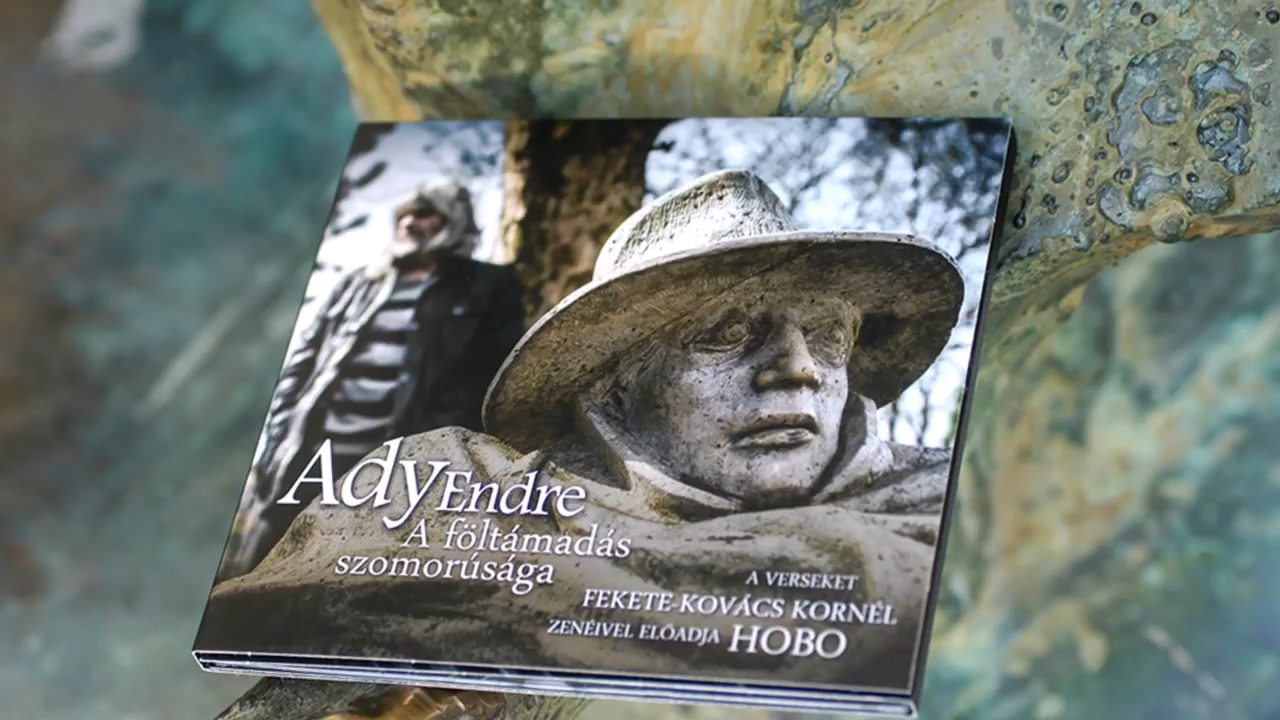 Ady Endre
A föltámadás
szomorúsága
A VERSEKET
FEKETE-KOVÁCS KORNÉL
ZENÉIVEL ELŐADJA HOBO